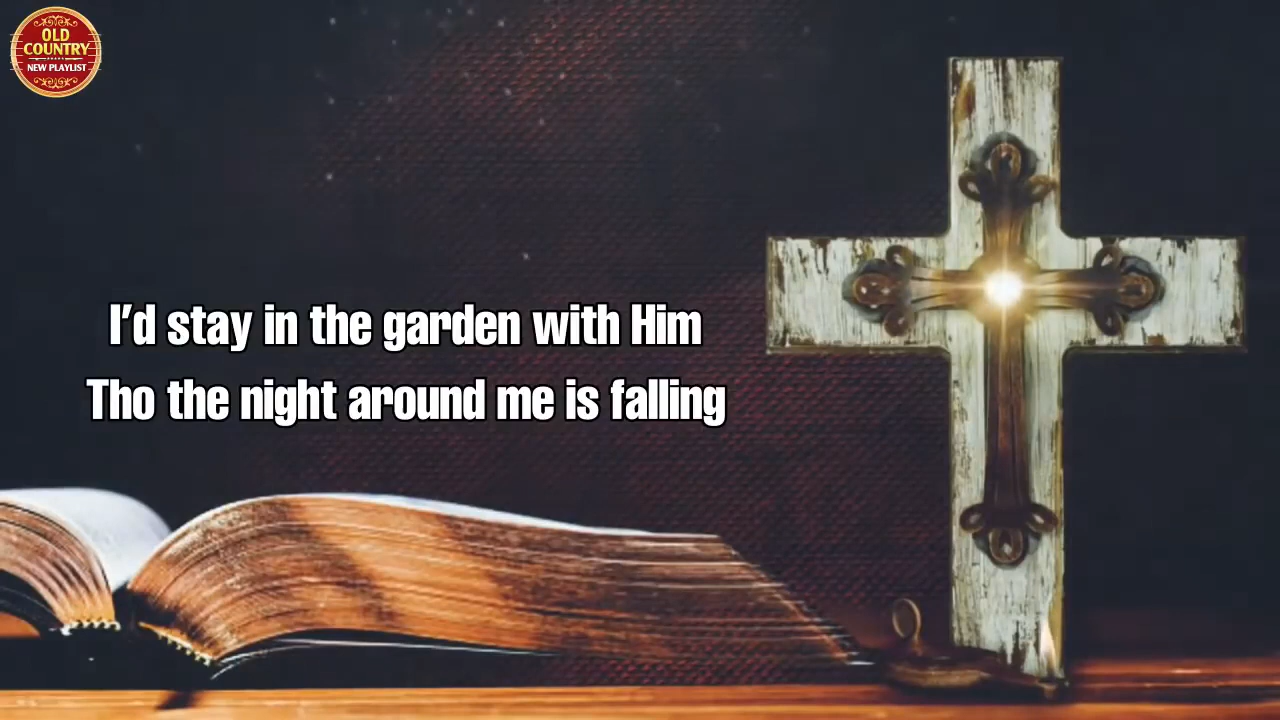 OLD
COUNTRY
NEW PLAYLIST
I'd stay in the garden with Him
Tho the night around me is falling